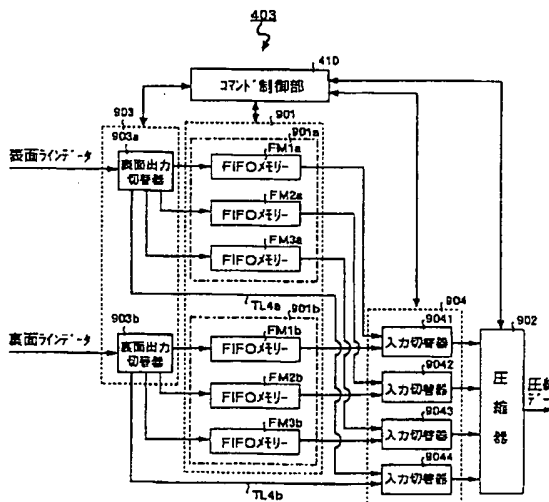 403
410
コマンド制御部
903
903a
901
901a
表面ラインデータ
表面出力
切替器
FM1a
FIFOメモリー
FM2a
FIFOメモリー
FM3a
FIFOメモリー
TL4a
901b
903b
裏面ラインデータ
裏面出力
切替器
FM1b
FIFOメモリー
FM2b
FIFOメモリー
FM3b
FIFOメモリー
TL4b
904
9041
入力切替器
9042
入力切替器
9043
入力切替器
9044
入力切替器
902
圧縮器
圧縮
デー